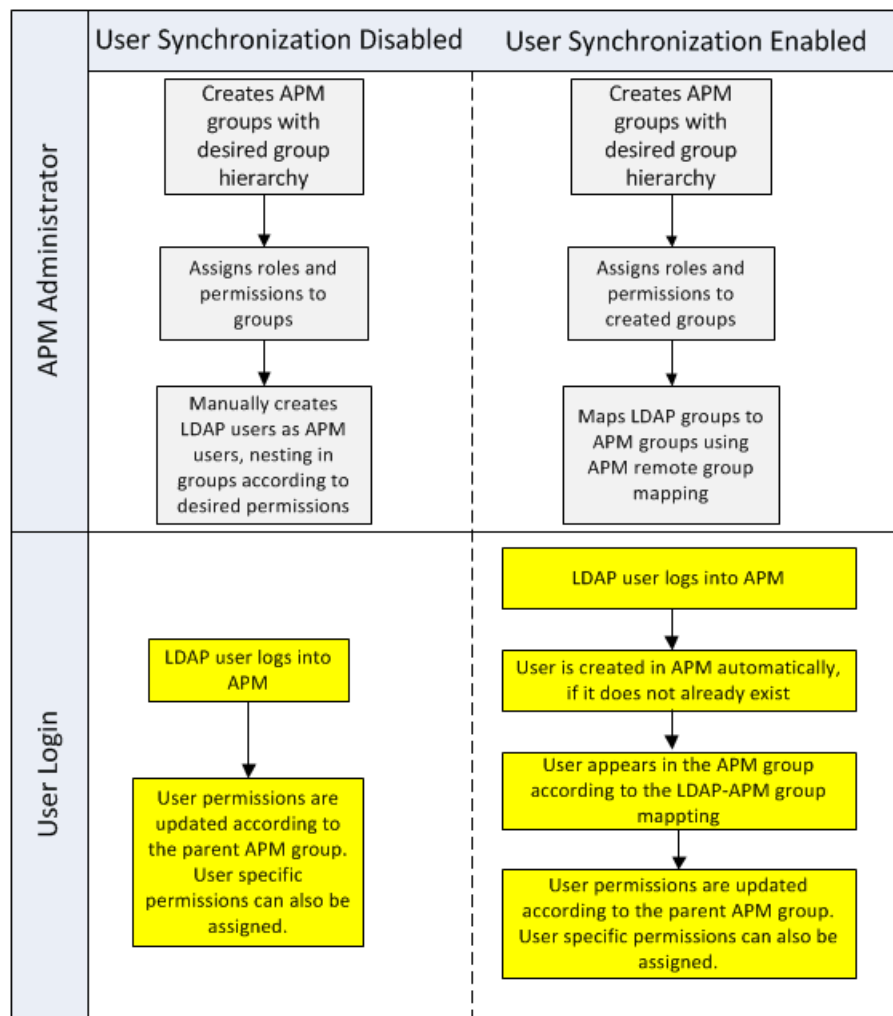 User Synchronization Disabled
User Synchronization Enabled
APM Administrator
Creates APM
groups with
desired group
hierarchy
Assigns roles and
permissions to
groups
Manually creates
LDAP users as APM
users, nesting in
groups according to
desired permissions
Creates APM
groups with
desired group
hierarchy
Assigns roles and
permissions to
created groups
Maps LDAP groups to
APM groups using
APM remote group
mapping
User Login
LDAP user logs into
APM
User permissions are
updated according to
the parent APM group.
User specific
permissions can also be
assigned.
LDAP user logs into APM
User is created in APM automatically,
if it does not already exist
User appears in the APM group
according to the LDAP-APM group
mappting
User permissions are updated
according to the parent APM group.
User specific permissions can also be
assigned.